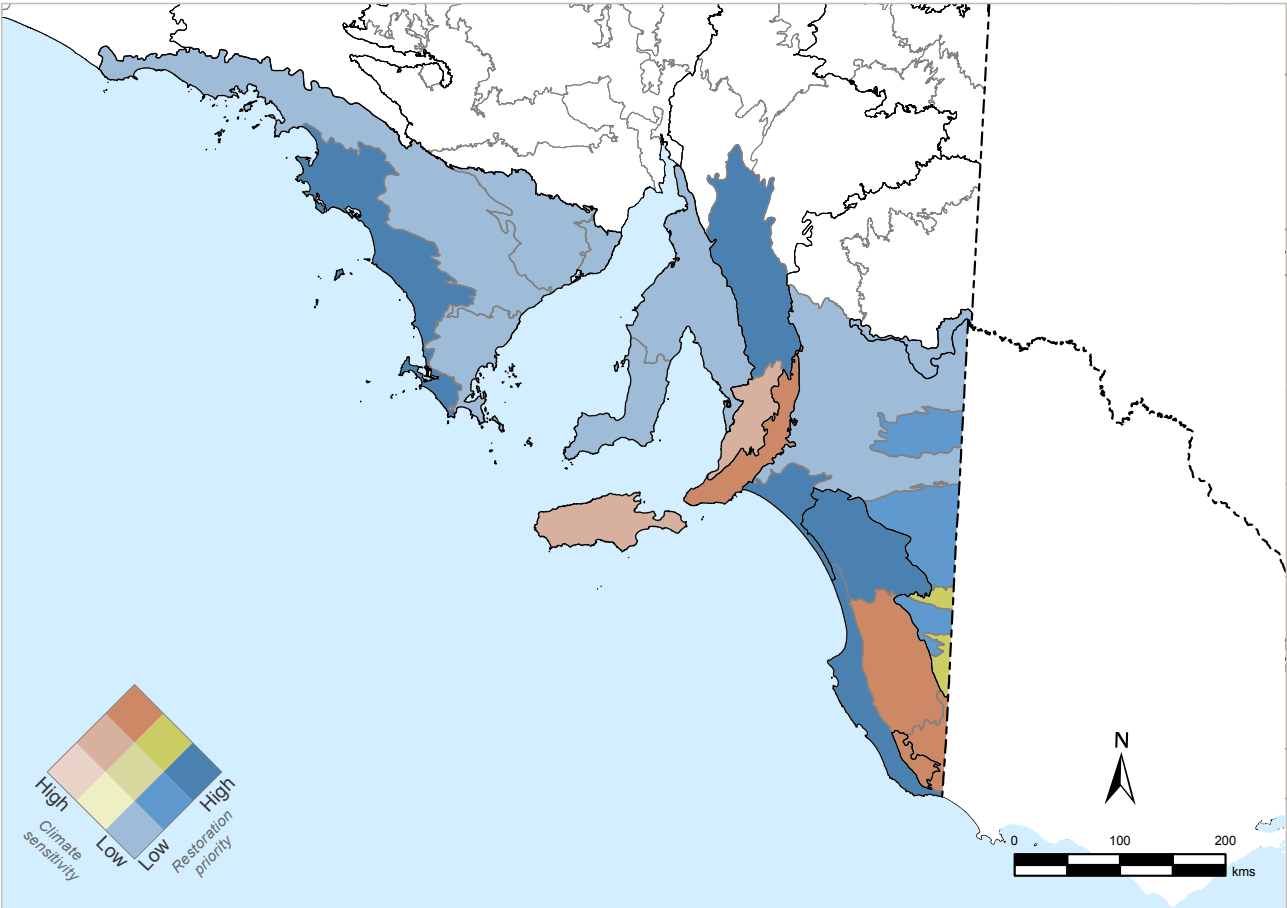 High
Climate
sensitivity
Low
Low
Restoration
priority
High
N
0 100 200
kms